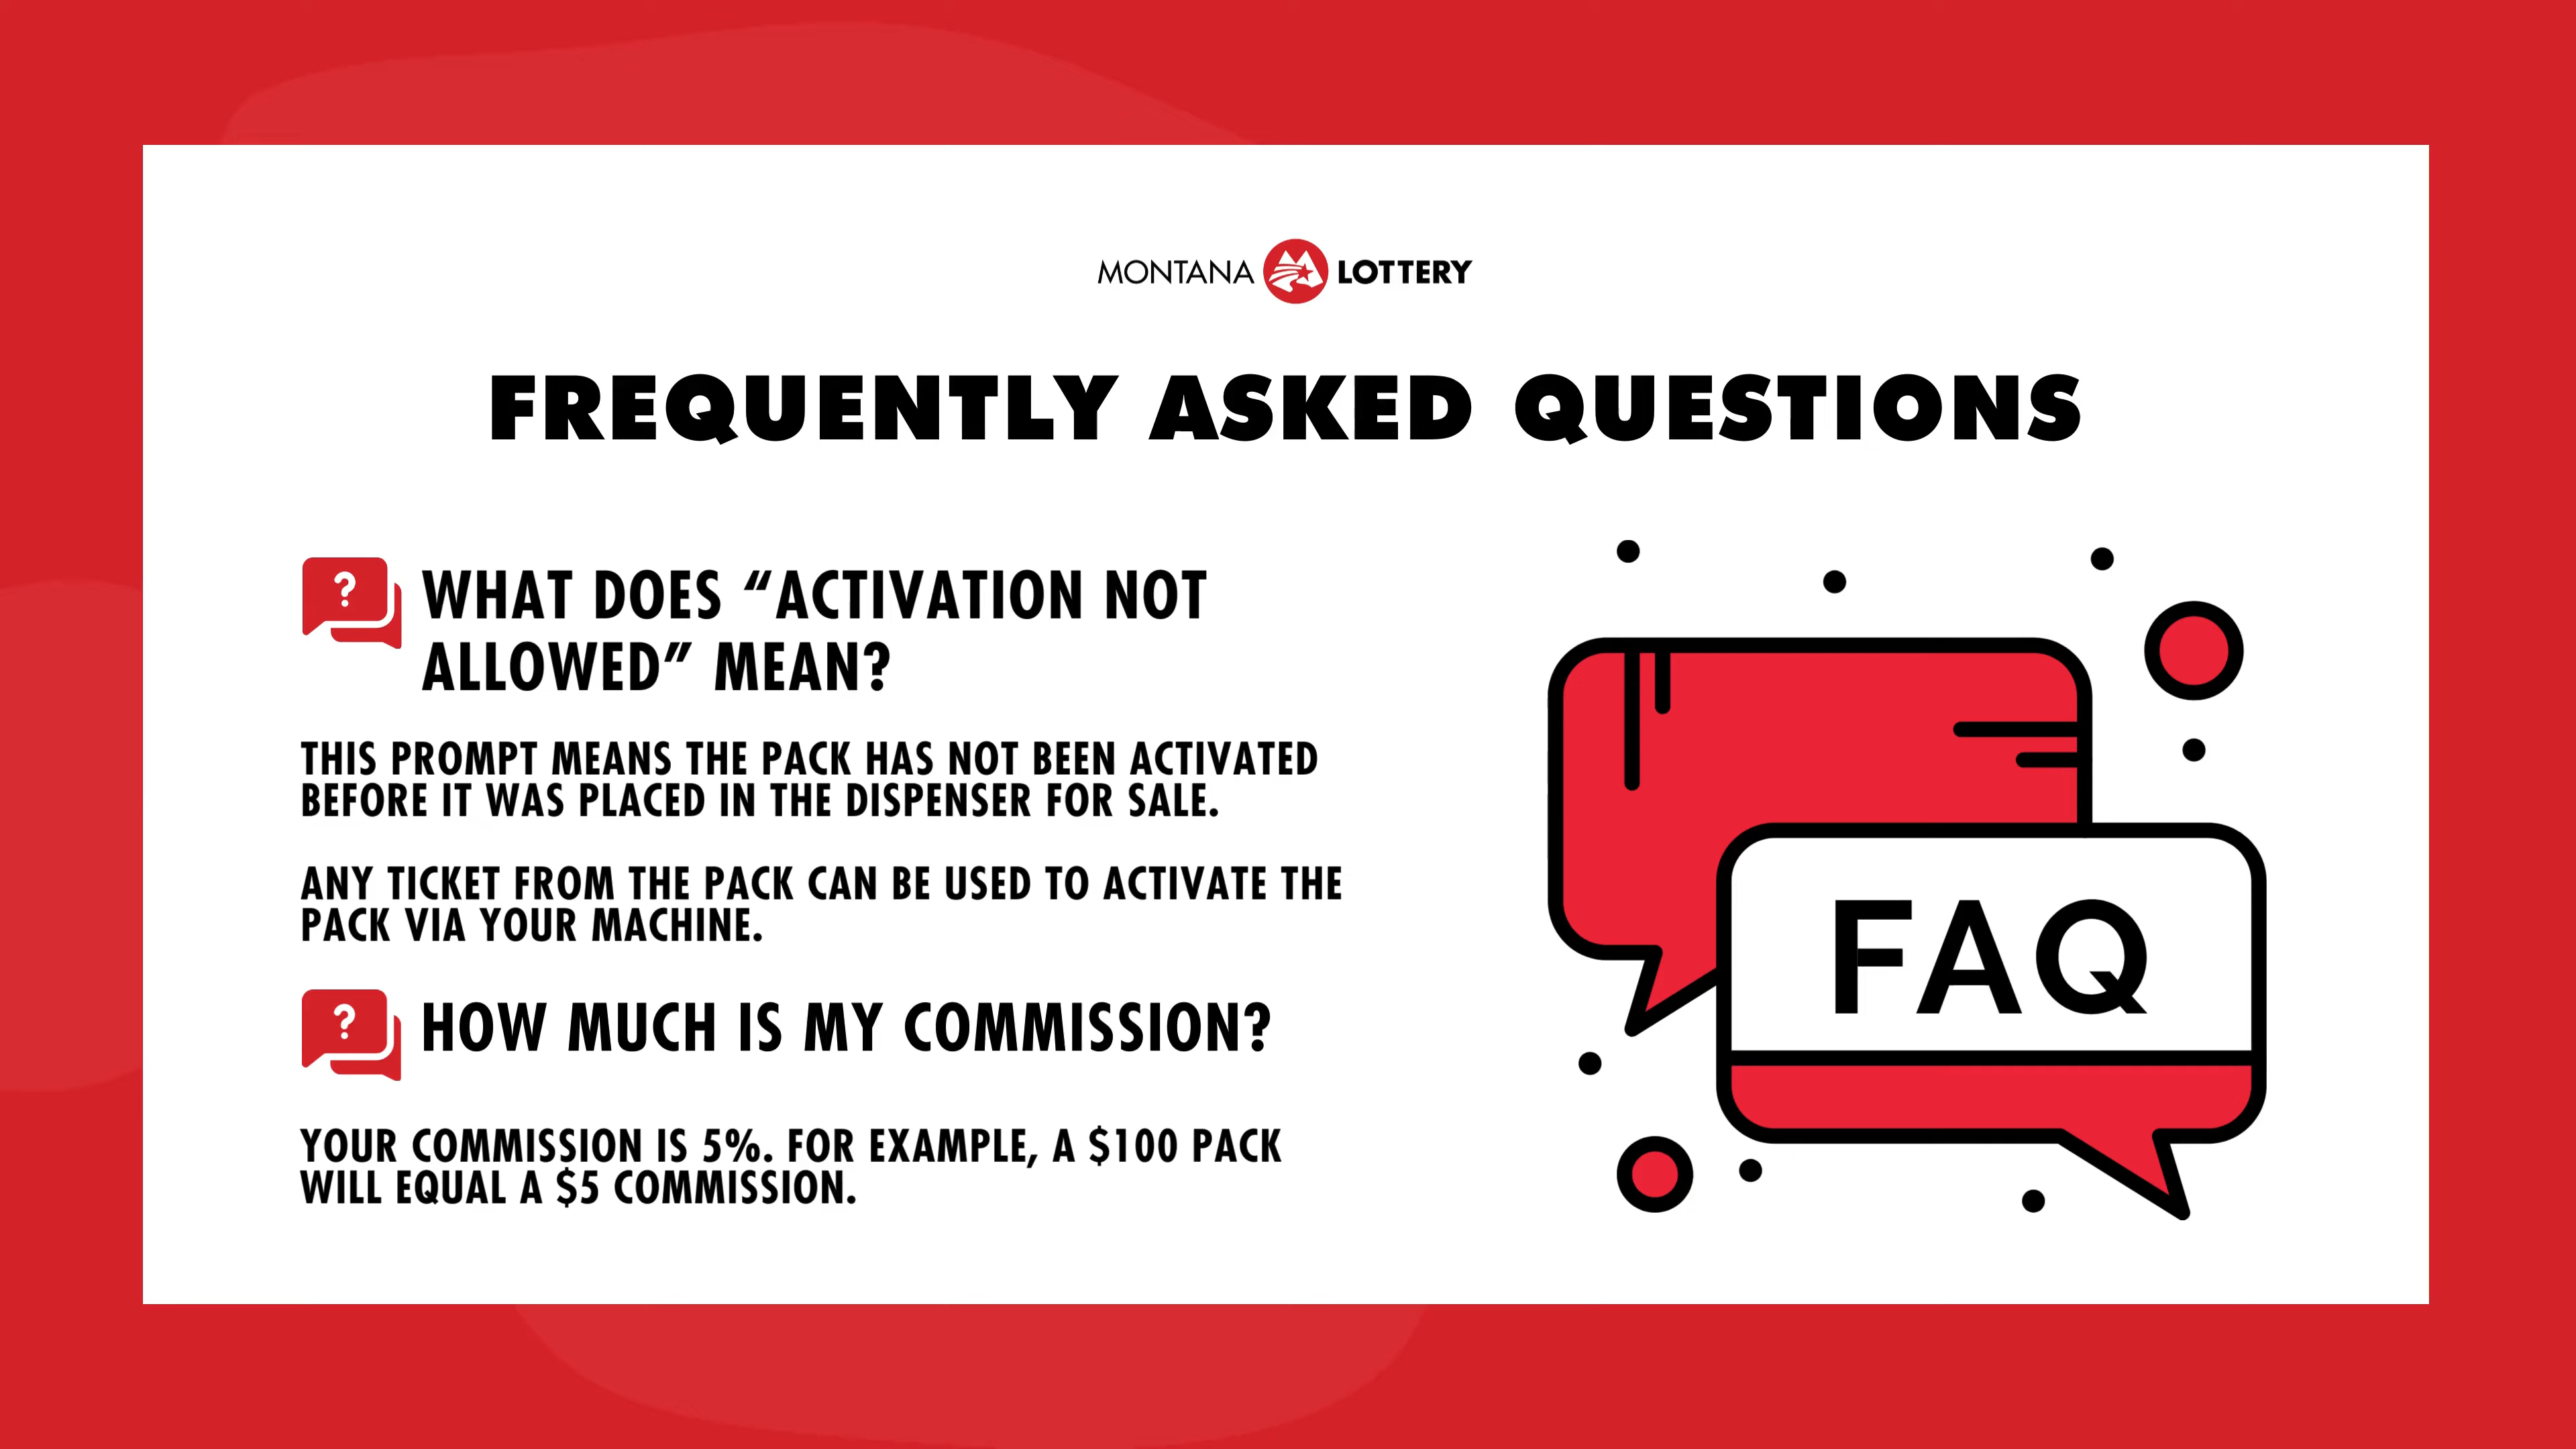 MONTANA LOTTERY
FREQUENTLY ASKED QUESTIONS
?
WHAT DOES “ACTIVATION NOT
ALLOWED” MEAN?
THIS PROMPT MEANS THE PACK HAS NOT BEEN ACTIVATED
BEFORE IT WAS PLACED IN THE DISPENSER FOR SALE.
ANY TICKET FROM THE PACK CAN BE USED TO ACTIVATE THE
PACK VIA YOUR MACHINE.
?
HOW MUCH IS MY COMMISSION?
YOUR COMMISSION IS 5%. FOR EXAMPLE, A $100 PACK
WILL EQUAL A $5 COMMISSION.
FAQ